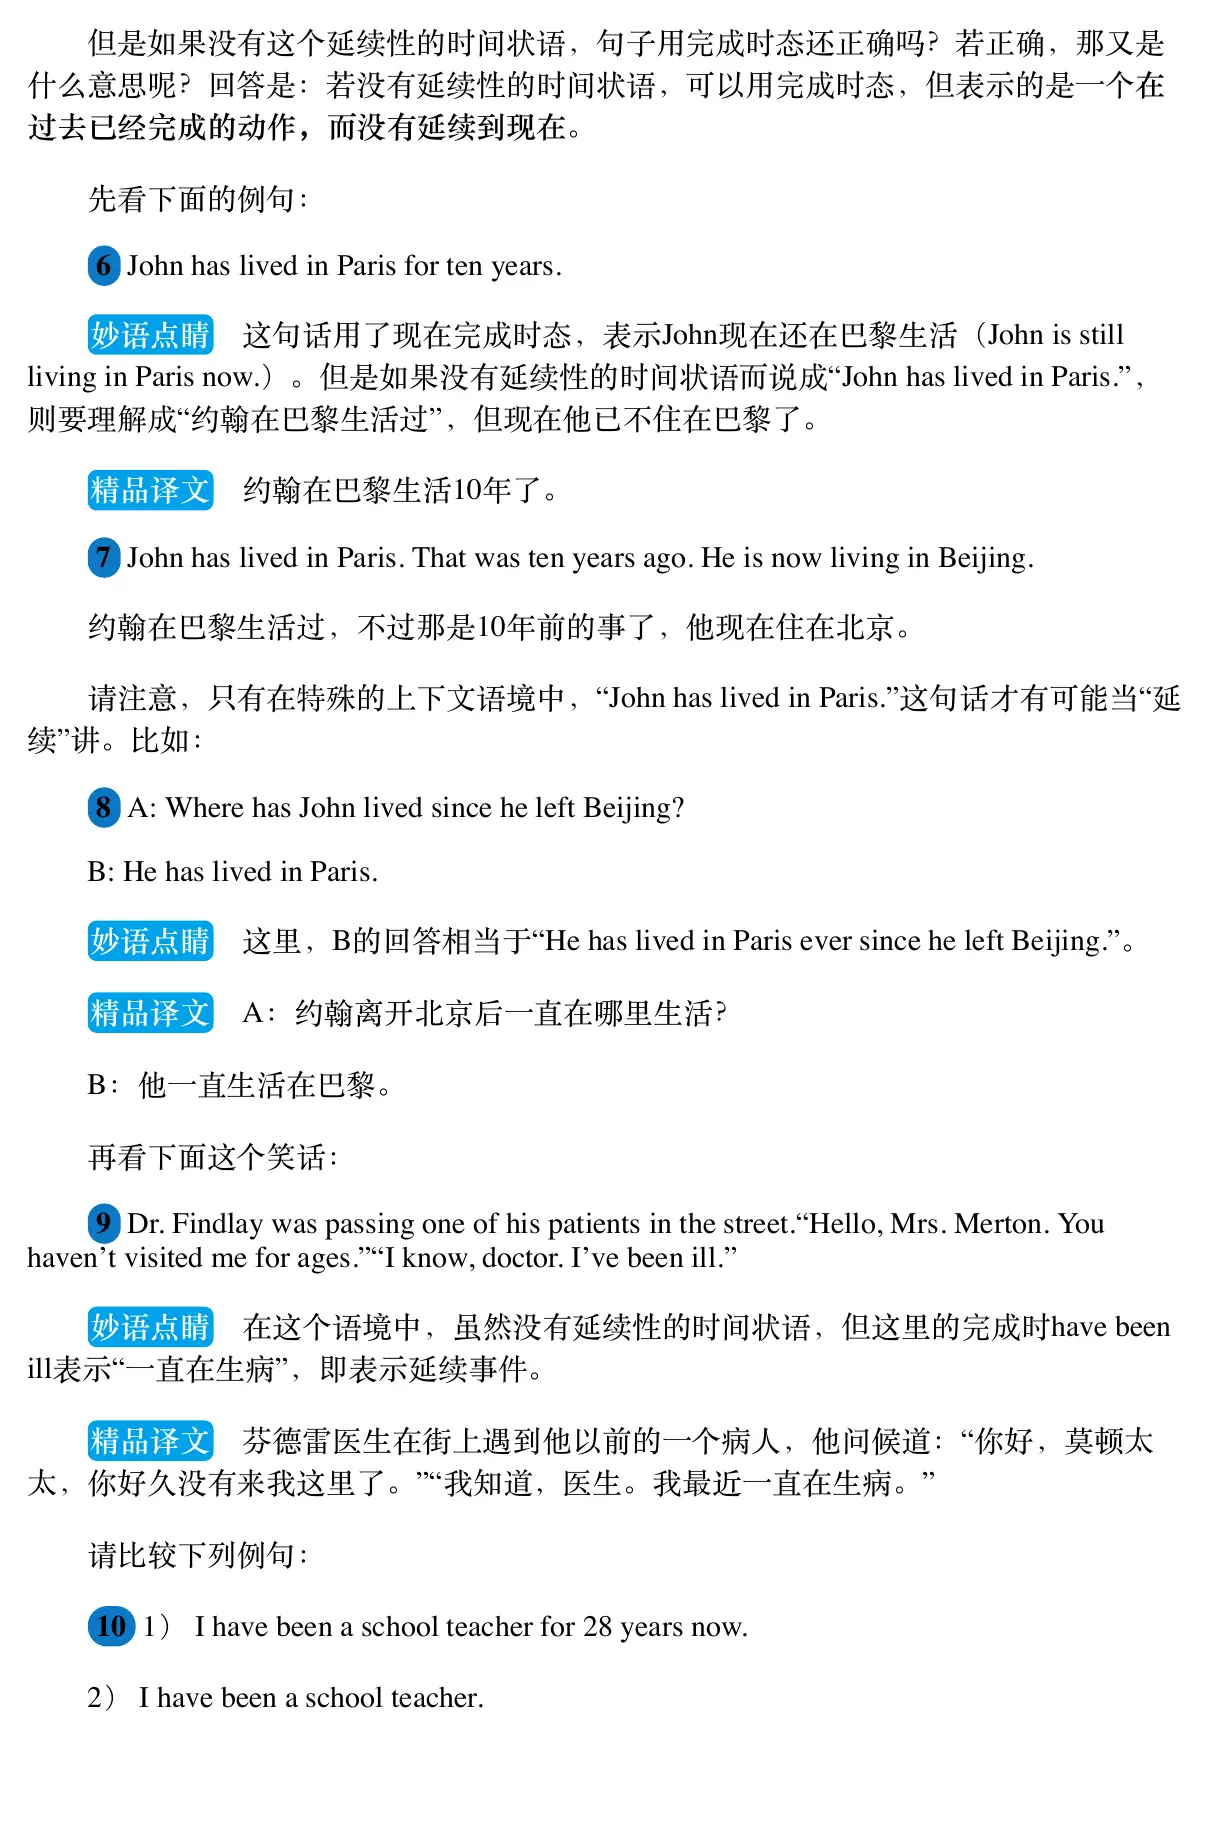 但是如果没有这个延续性的时间状语，句子用完成时态还正确吗？若正确，那又是
什么意思呢？回答是：若没有延续性的时间状语，可以用完成时态，但表示的是一个在
过去已经完成的动作，而没有延续到现在。
先看下面的例句：
6 John has lived in Paris for ten years.
妙语点睛 这句话用了现在完成时态，表示John现在还在巴黎生活（John is still
living in Paris now.）。但是如果没有延续性的时间状语而说成“John has lived in Paris.”，
则要理解成“约翰在巴黎生活过”，但现在他已不住在巴黎了。
精品译文 约翰在巴黎生活10年了。
7 John has lived in Paris. That was ten years ago. He is now living in Beijing.
约翰在巴黎生活过，不过那是10年前的事了，他现在住在北京。
请注意，只有在特殊的上下文语境中，“John has lived in Paris.”这句话才有可能当“延
续”讲。比如：
8 A: Where has John lived since he left Beijing?
B: He has lived in Paris.
妙语点睛 这里，B的回答相当于“He has lived in Paris ever since he left Beijing.”。
精品译文 A：约翰离开北京后一直在哪里生活？
B：他一直生活在巴黎。
再看下面这个笑话：
9 Dr. Findlay was passing one of his patients in the street.“Hello, Mrs. Merton. You
haven’t visited me for ages.”“I know, doctor. I’ve been ill.”
妙语点睛 在这个语境中，虽然没有延续性的时间状语，但这里的完成时have been
ill表示“一直在生病”，即表示延续事件。
精品译文 芬德雷医生在街上遇到他以前的一个病人，他问候道：“你好，莫顿太
太，你好久没有来我这里了。”“我知道，医生。我最近一直在生病。”
请比较下列例句：
10 1） I have been a school teacher for 28 years now.
2） I have been a school teacher.